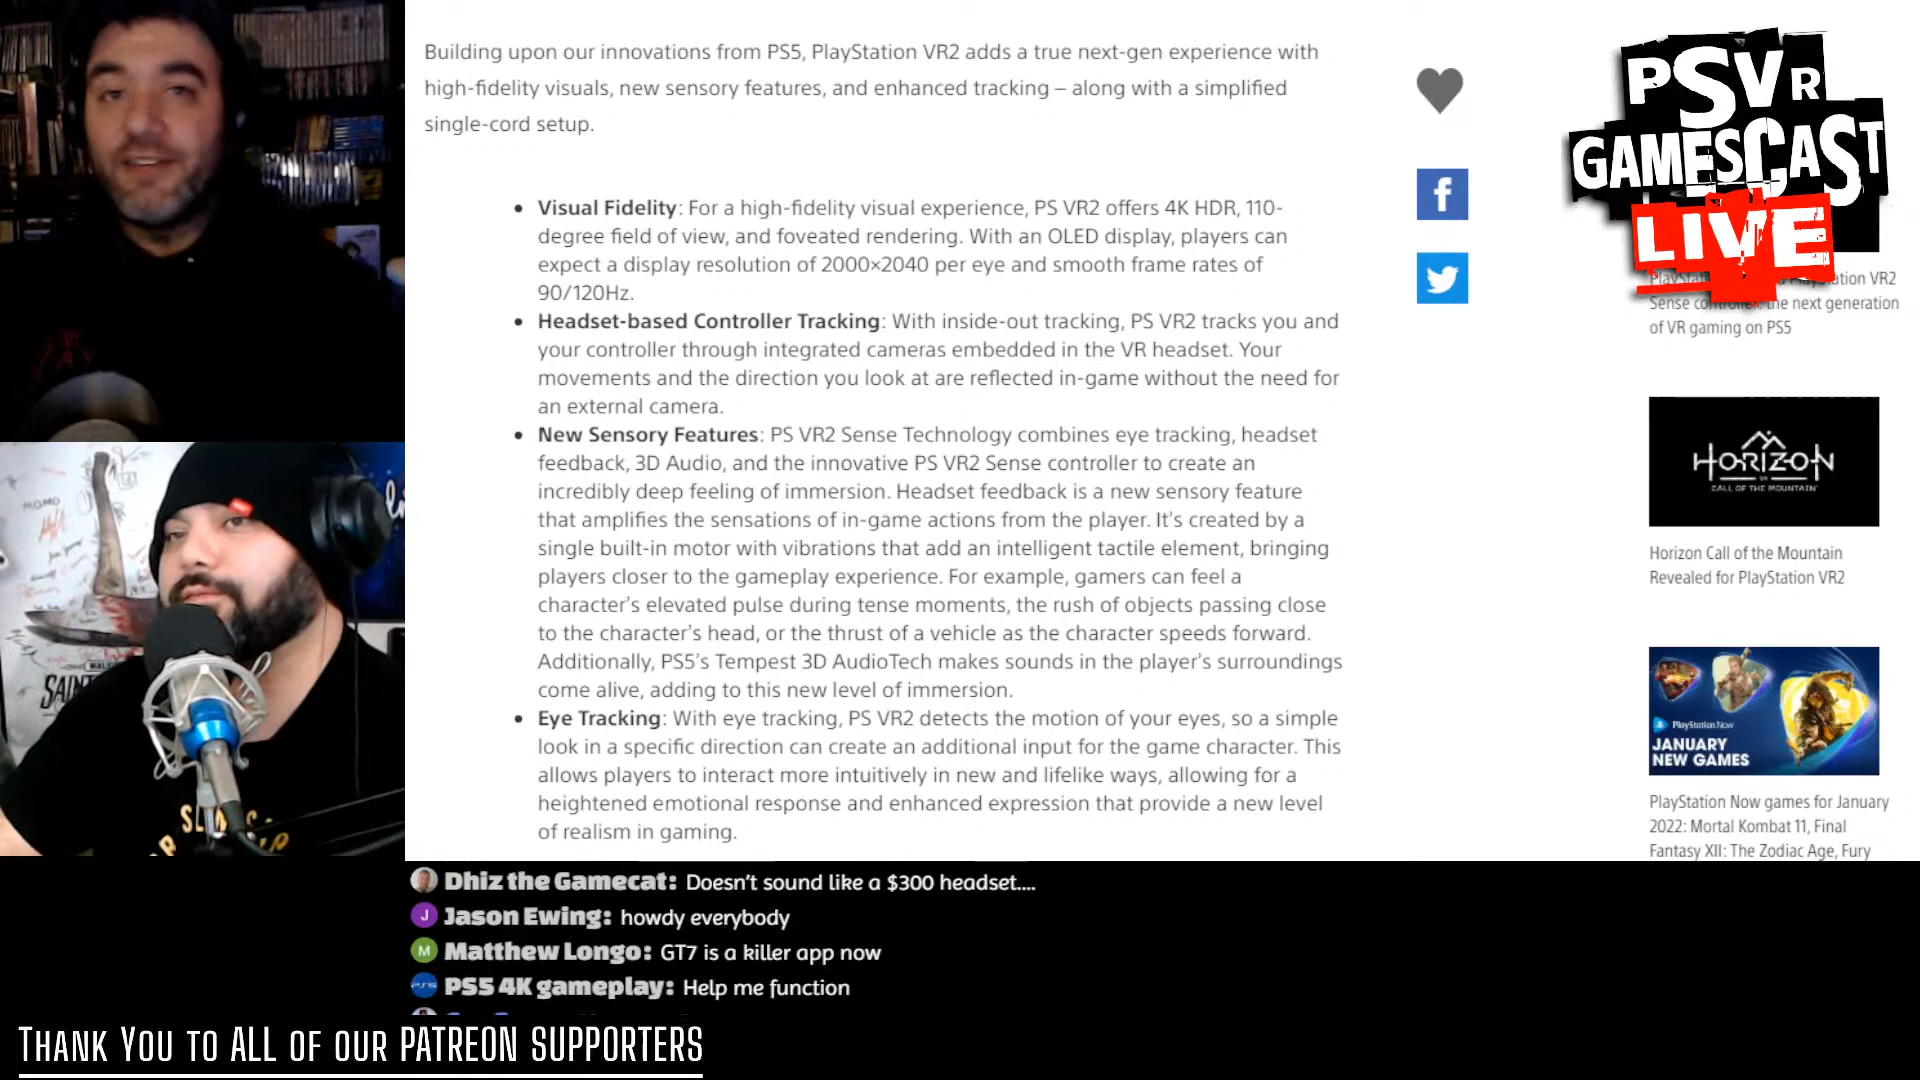 Building upon our innovations from PS5, PlayStation VR2 adds a true next-gen experience with
high-fidelity visuals, new sensory features, and enhanced tracking – along with a simplified
single-cord setup.
Visual Fidelity: For a high-fidelity visual experience, PS VR2 offers 4K HDR, 110-
degree field of view, and foveated rendering. With an OLED display, players can
expect a display resolution of 2000×2040 per eye and smooth frame rates of
90/120Hz.
Headset-based Controller Tracking: With inside-out tracking, PS VR2 tracks you and
your controller through integrated cameras embedded in the VR headset. Your
movements and the direction you look at are reflected in-game without the need for
an external camera.
New Sensory Features: PS VR2 Sense Technology combines eye tracking, headset
feedback, 3D Audio, and the innovative PS VR2 Sense controller to create an
incredibly deep feeling of immersion. Headset feedback is a new sensory feature
that amplifies the sensations of in-game actions from the player. It's created by a
single built-in motor with vibrations that add an intelligent tactile element, bringing
players closer to the gameplay experience. For example, gamers can feel a
character's elevated pulse during tense moments, the rush of objects passing close
to the character's head, or the thrust of a vehicle as the character speeds forward.
Additionally, PS5's Tempest 3D AudioTech makes sounds in the player's surroundings
come alive, adding to this new level of immersion.
Eye Tracking: With eye tracking, PS VR2 detects the motion of your eyes, so a simple
look in a specific direction can create an additional input for the game character. This
allows players to interact more intuitively in new and lifelike ways, allowing for a
heightened emotional response and enhanced expression that provide a new level
of realism in gaming.
PSVR
GAMESCAST
LIVE
VR2
Sense the next generation
of VR gaming on PS5
HORIZON
VR
CALL OF THE MOUNTAIN
Horizon Call of the Mountain
Revealed for PlayStation VR2
PlayStation Now
JANUARY
NEW GAMES
PlayStation Now games for January
2022: Mortal Kombat 11, Final
Fantasy XII: The Zodiac Age, Fury
MOMO
Dhiz the Gamecat: Doesn't sound like a $300 headset....
J Jason Ewing: howdy everybody
M Matthew Longo: GT7 is a killer app now
PS5 PS5 4K gameplay: Help me function
THANK YOU TO ALL OF OUR PATREON SUPPORTERS